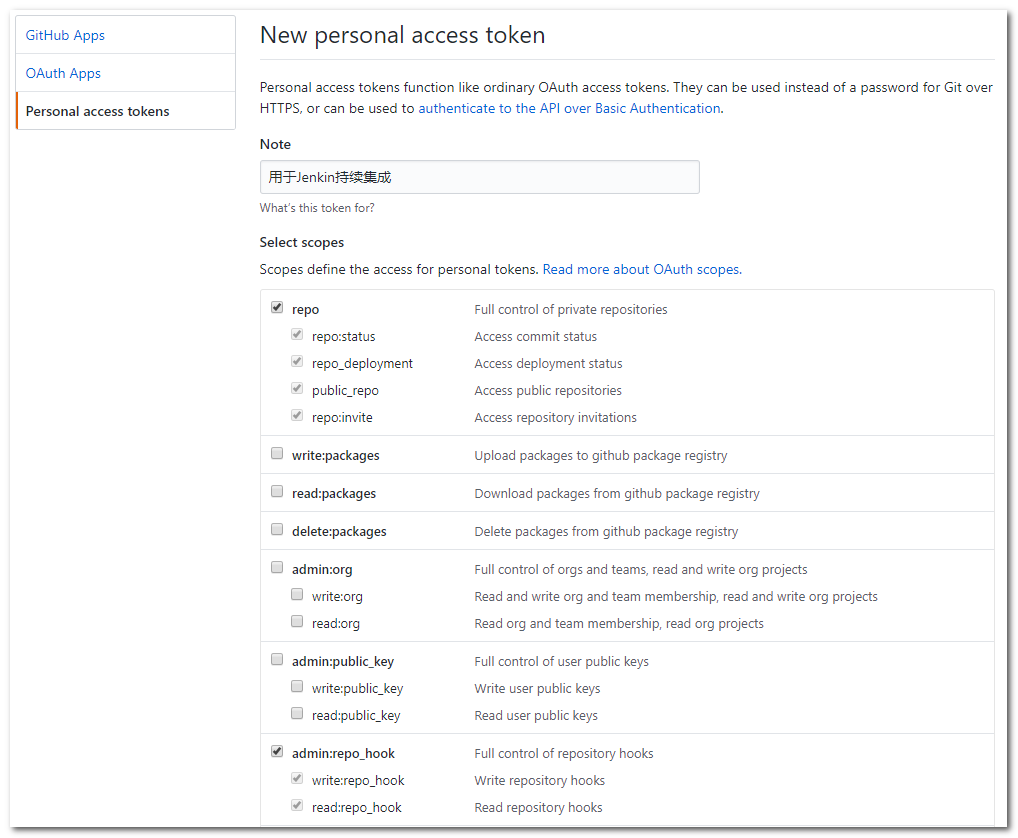 GitHub Apps
OAuth Apps
Personal access tokens
New personal access token
Personal access tokens function like ordinary OAuth access tokens. They can be used instead of a password for Git over
HTTPS, or can be used to authenticate to the API over Basic Authentication.
Note
用于Jenkin持续集成
What's this token for?
Select scopes
Scopes define the access for personal tokens. Read more about OAuth scopes.
repo Full control of private repositories
repo:status Access commit status
repo_deployment Access deployment status
public_repo Access public repositories
repo:invite Access repository invitations
write:packages Upload packages to github package registry
read:packages Download packages from github package registry
delete:packages Delete packages from github package registry
admin:org Full control of orgs and teams, read and write org projects
write:org Read and write org and team membership, read and write org projects
read:org Read org and team membership, read org projects
admin:public_key Full control of user public keys
write:public_key Write user public keys
read:public_key Read user public keys
admin:repo_hook Full control of repository hooks
write:repo_hook Write repository hooks
read:repo_hook Read repository hooks